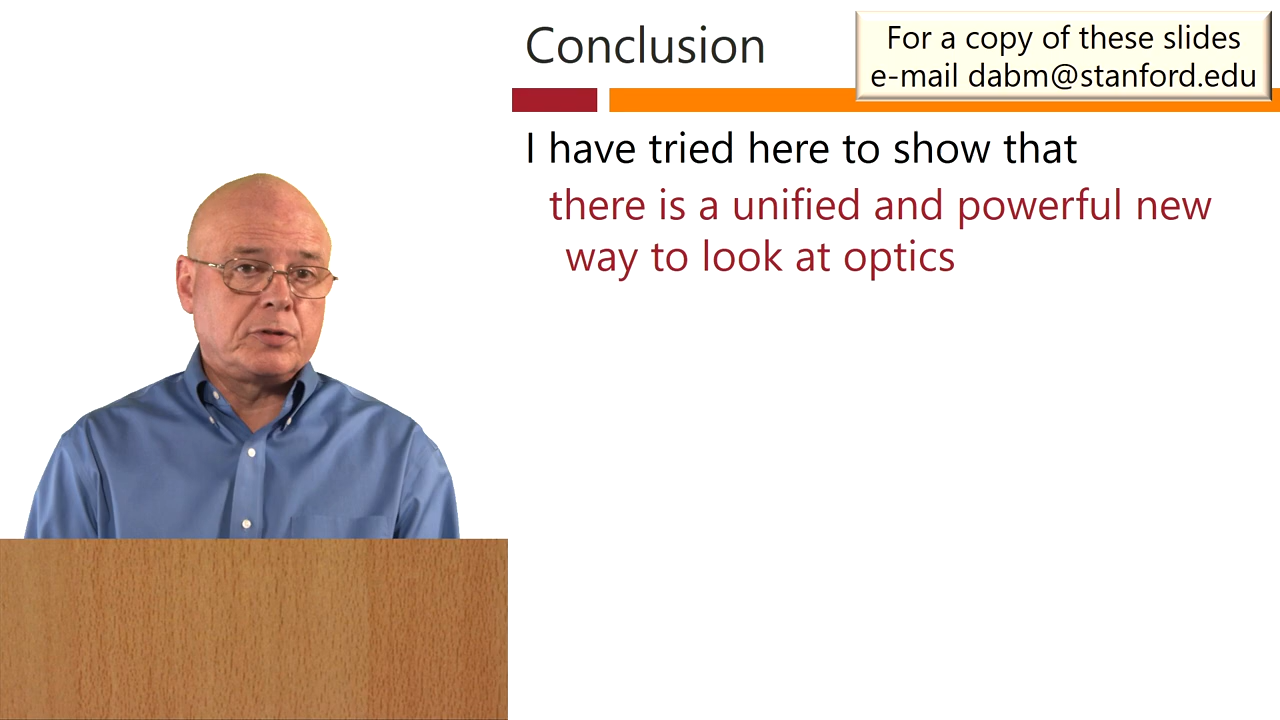 Conclusion
For a copy of these slides
e-mail dabm@stanford.edu
I have tried here to show that
there is a unified and powerful new
way to look at optics